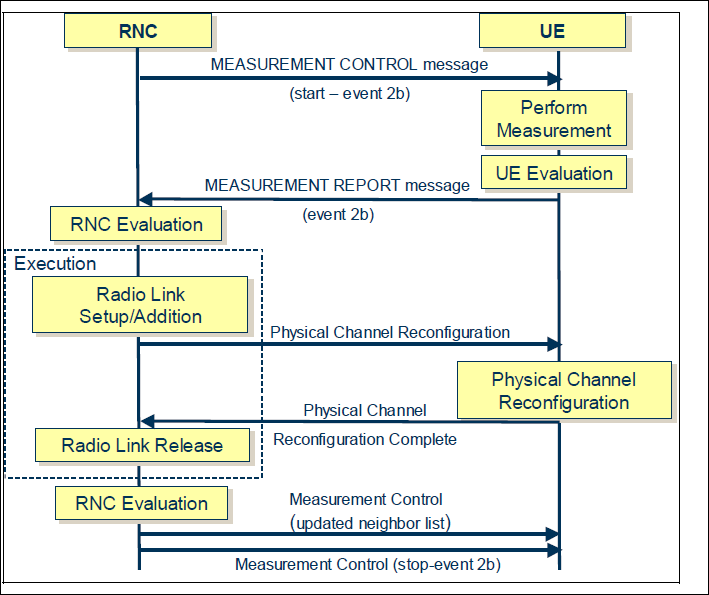 RNC
UE
MEASUREMENT CONTROL message
(start – event 2b)
Perform
Measurement
UE Evaluation
MEASUREMENT REPORT message
(event 2b)
RNC Evaluation
Execution
Radio Link
Setup/Addition
Physical Channel Reconfiguration
Physical Channel
Reconfiguration
Physical Channel
Reconfiguration Complete
Radio Link Release
RNC Evaluation
Measurement Control
(updated neighbor list)
Measurement Control (stop-event 2b)